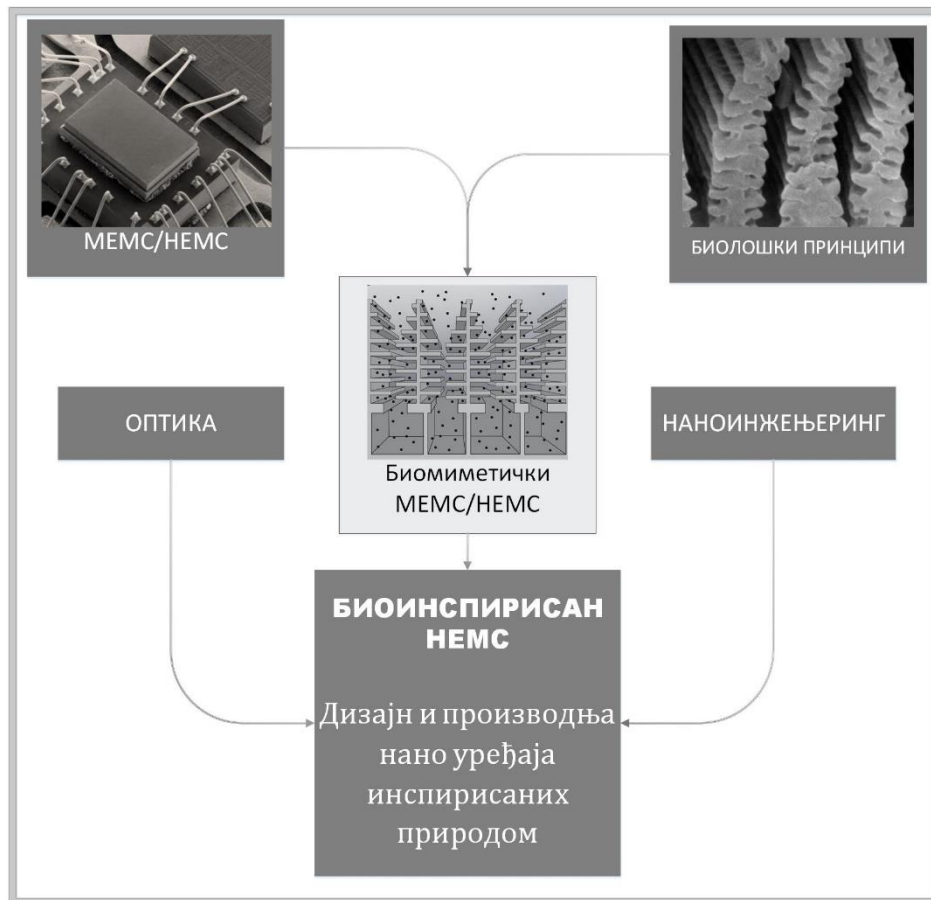 МЕМС/НЕМС
БИОЛОШКИ ПРИНЦИПИ
Биомиметички
МЕМС/НЕМС
ОПТИКА
НАНОИНЖЕЊЕРИНГ
БИОИНСПИРИСАН
НЕМС
Дизајн и производња
нано уређаја
инспирисаних
природом